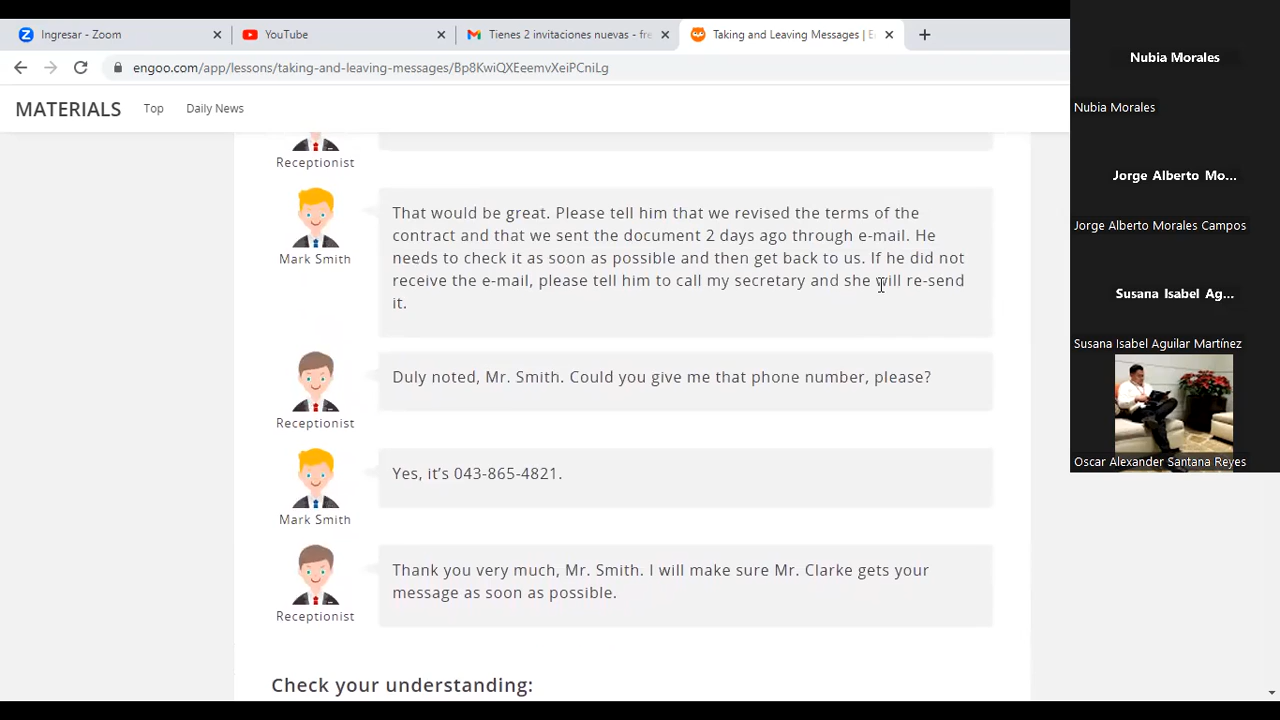 Ingresar - Zoom
YouTube
Tienes 2 invitaciones nuevas - fre
Taking and Leaving Messages | E
engoo.com/app/lessons/taking-and-leaving-messages/Bp8KwiQXEeemvXeiPCniLg
MATERIALS Top Daily News
Receptionist
That would be great. Please tell him that we revised the terms of the
contract and that we sent the document 2 days ago through e-mail. He
needs to check it as soon as possible and then get back to us. If he did not
receive the e-mail, please tell him to call my secretary and she will re-send
it.
Mark Smith
Duly noted, Mr. Smith. Could you give me that phone number, please?
Receptionist
Yes, it’s 043-865-4821.
Mark Smith
Thank you very much, Mr. Smith. I will make sure Mr. Clarke gets your
message as soon as possible.
Receptionist
Check your understanding:
Nubia Morales
Nubia Morales
Jorge Alberto Mo...
Jorge Alberto Morales Campos
Susana Isabel Ag...
Susana Isabel Aguilar Martínez
Oscar Alexander Santana Reyes